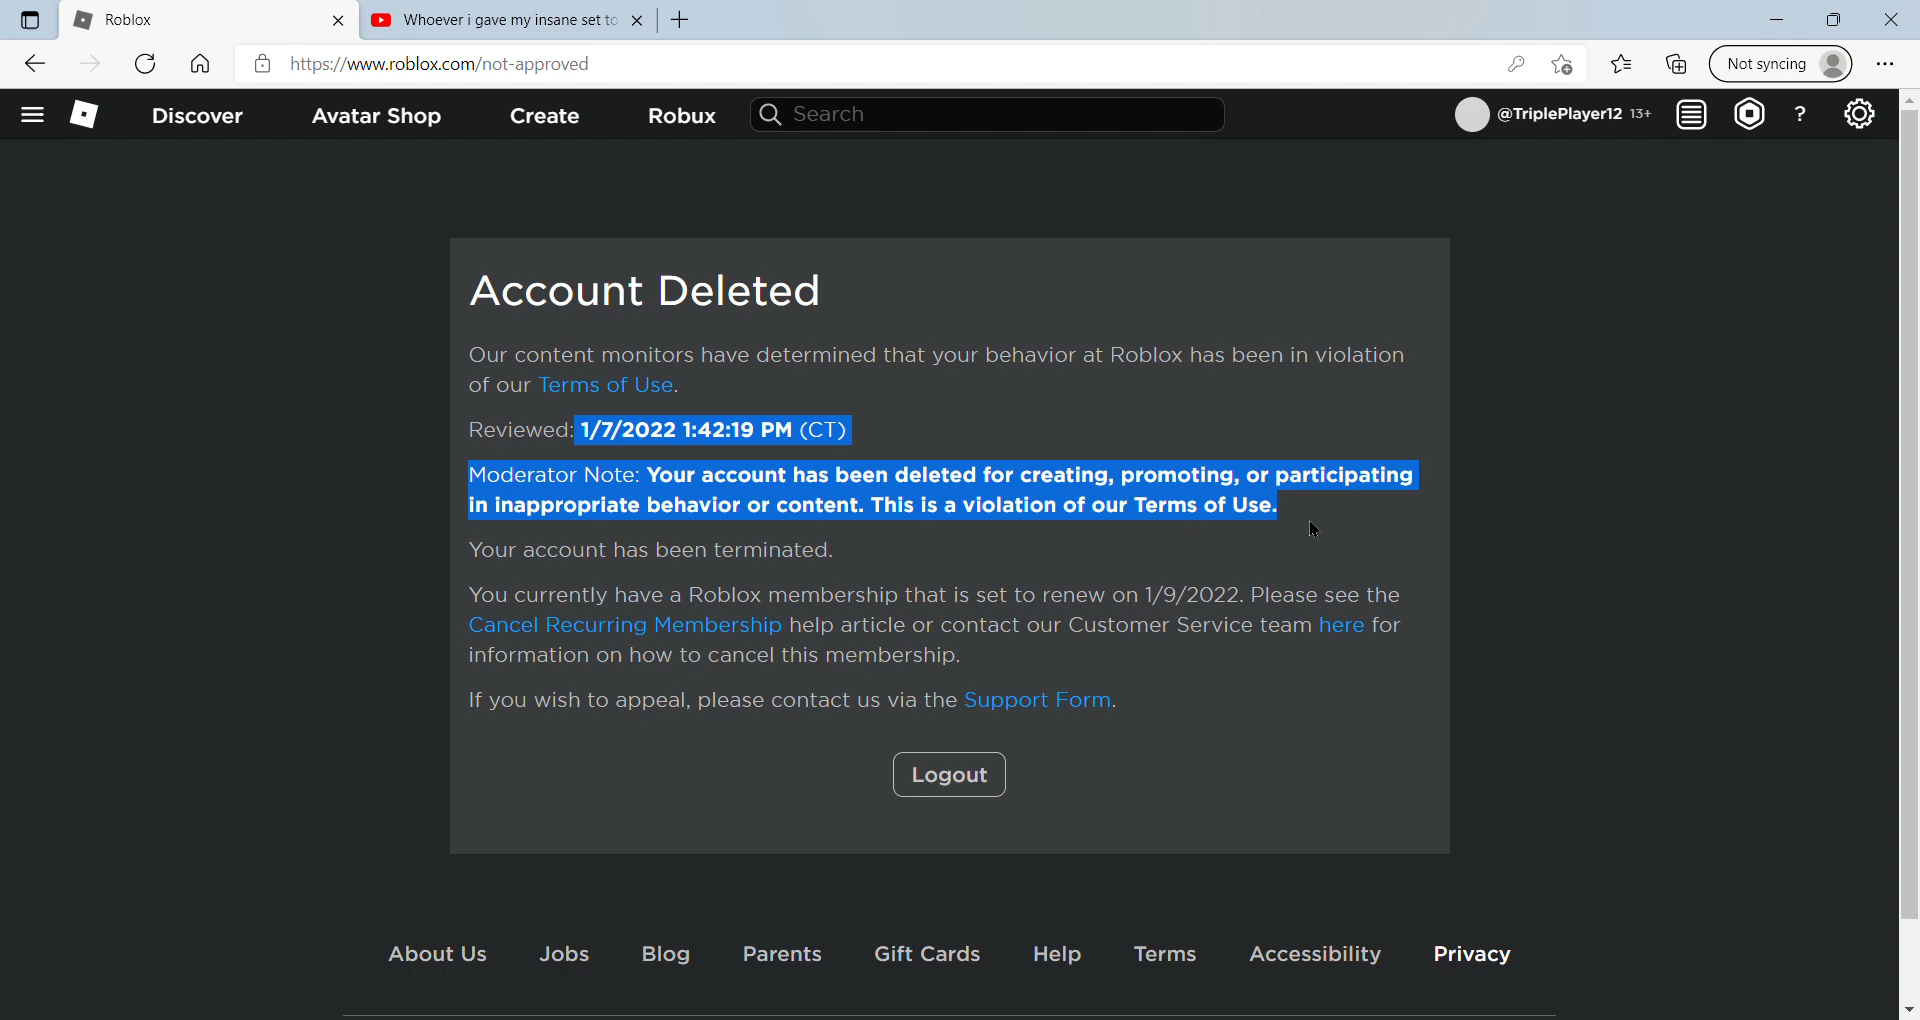 Roblox
Whoever i gave my insane set to
https://www.roblox.com/not-approved
Not syncing
Discover Avatar Shop Create Robux Search @TriplePlayer12 13+ ?
Account Deleted
Our content monitors have determined that your behavior at Roblox has been in violation
of our Terms of Use.
Reviewed: 1/7/2022 1:42:19 PM (CT)
Moderator Note: Your account has been deleted for creating, promoting, or participating
in inappropriate behavior or content. This is a violation of our Terms of Use.
Your account has been terminated.
You currently have a Roblox membership that is set to renew on 1/9/2022. Please see the
Cancel Recurring Membership help article or contact our Customer Service team here for
information on how to cancel this membership.
If you wish to appeal, please contact us via the Support Form.
Logout
About Us Jobs Blog Parents Gift Cards Help Terms Accessibility Privacy